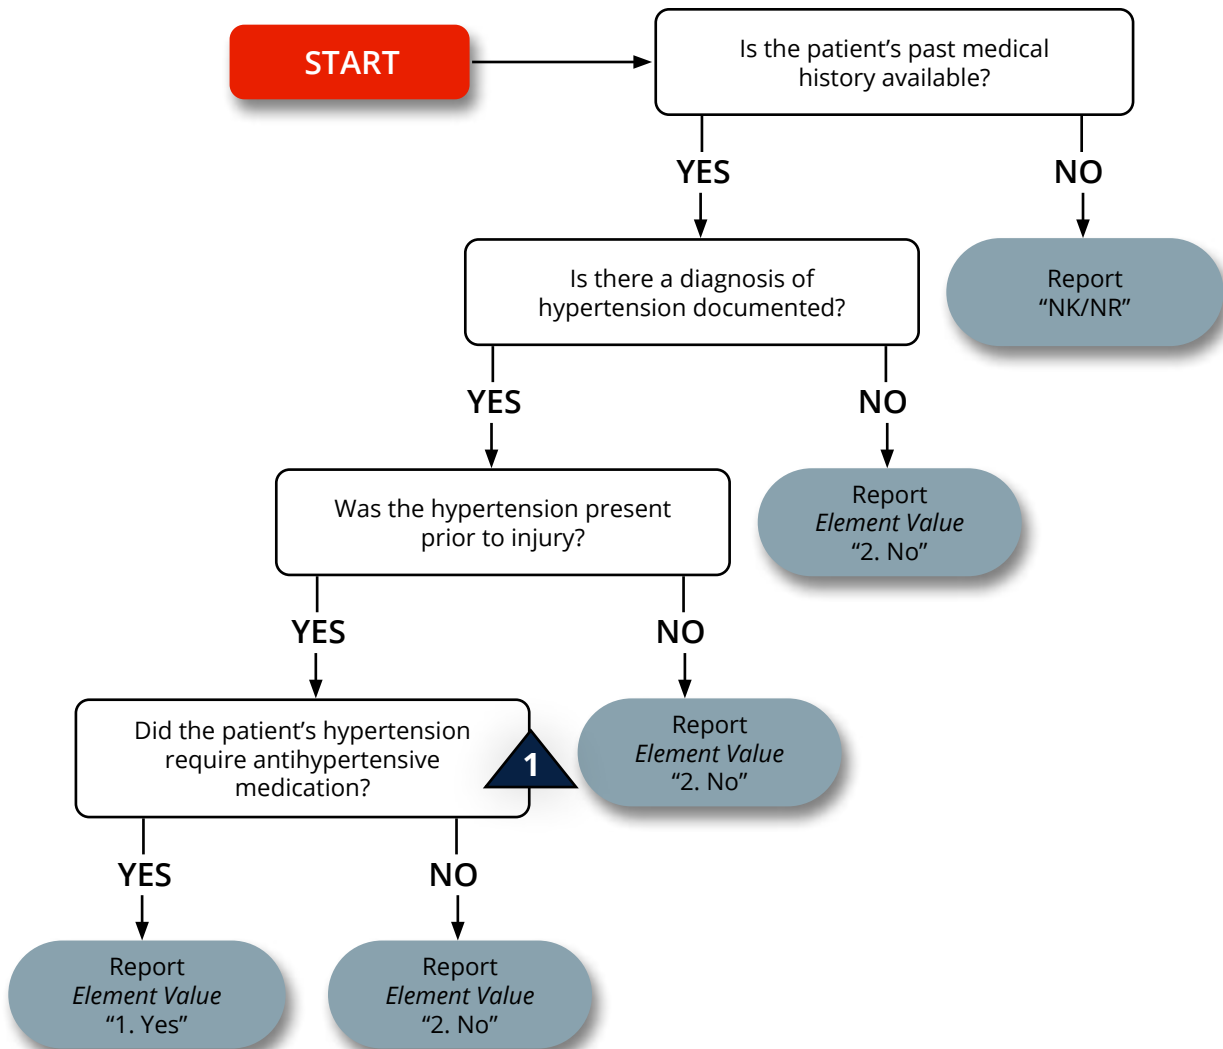 START
Is the patient’s past medical
history available?
YES
NO
Is there a diagnosis of
hypertension documented?
Report
“NK/NR”
YES
NO
Was the hypertension present
prior to injury?
Report
Element Value
“2. No”
YES
NO
Did the patient’s hypertension
require antihypertensive
medication?
1
Report
Element Value
“2. No”
YES
NO
Report
Element Value
“1. Yes”
Report
Element Value
“2. No”